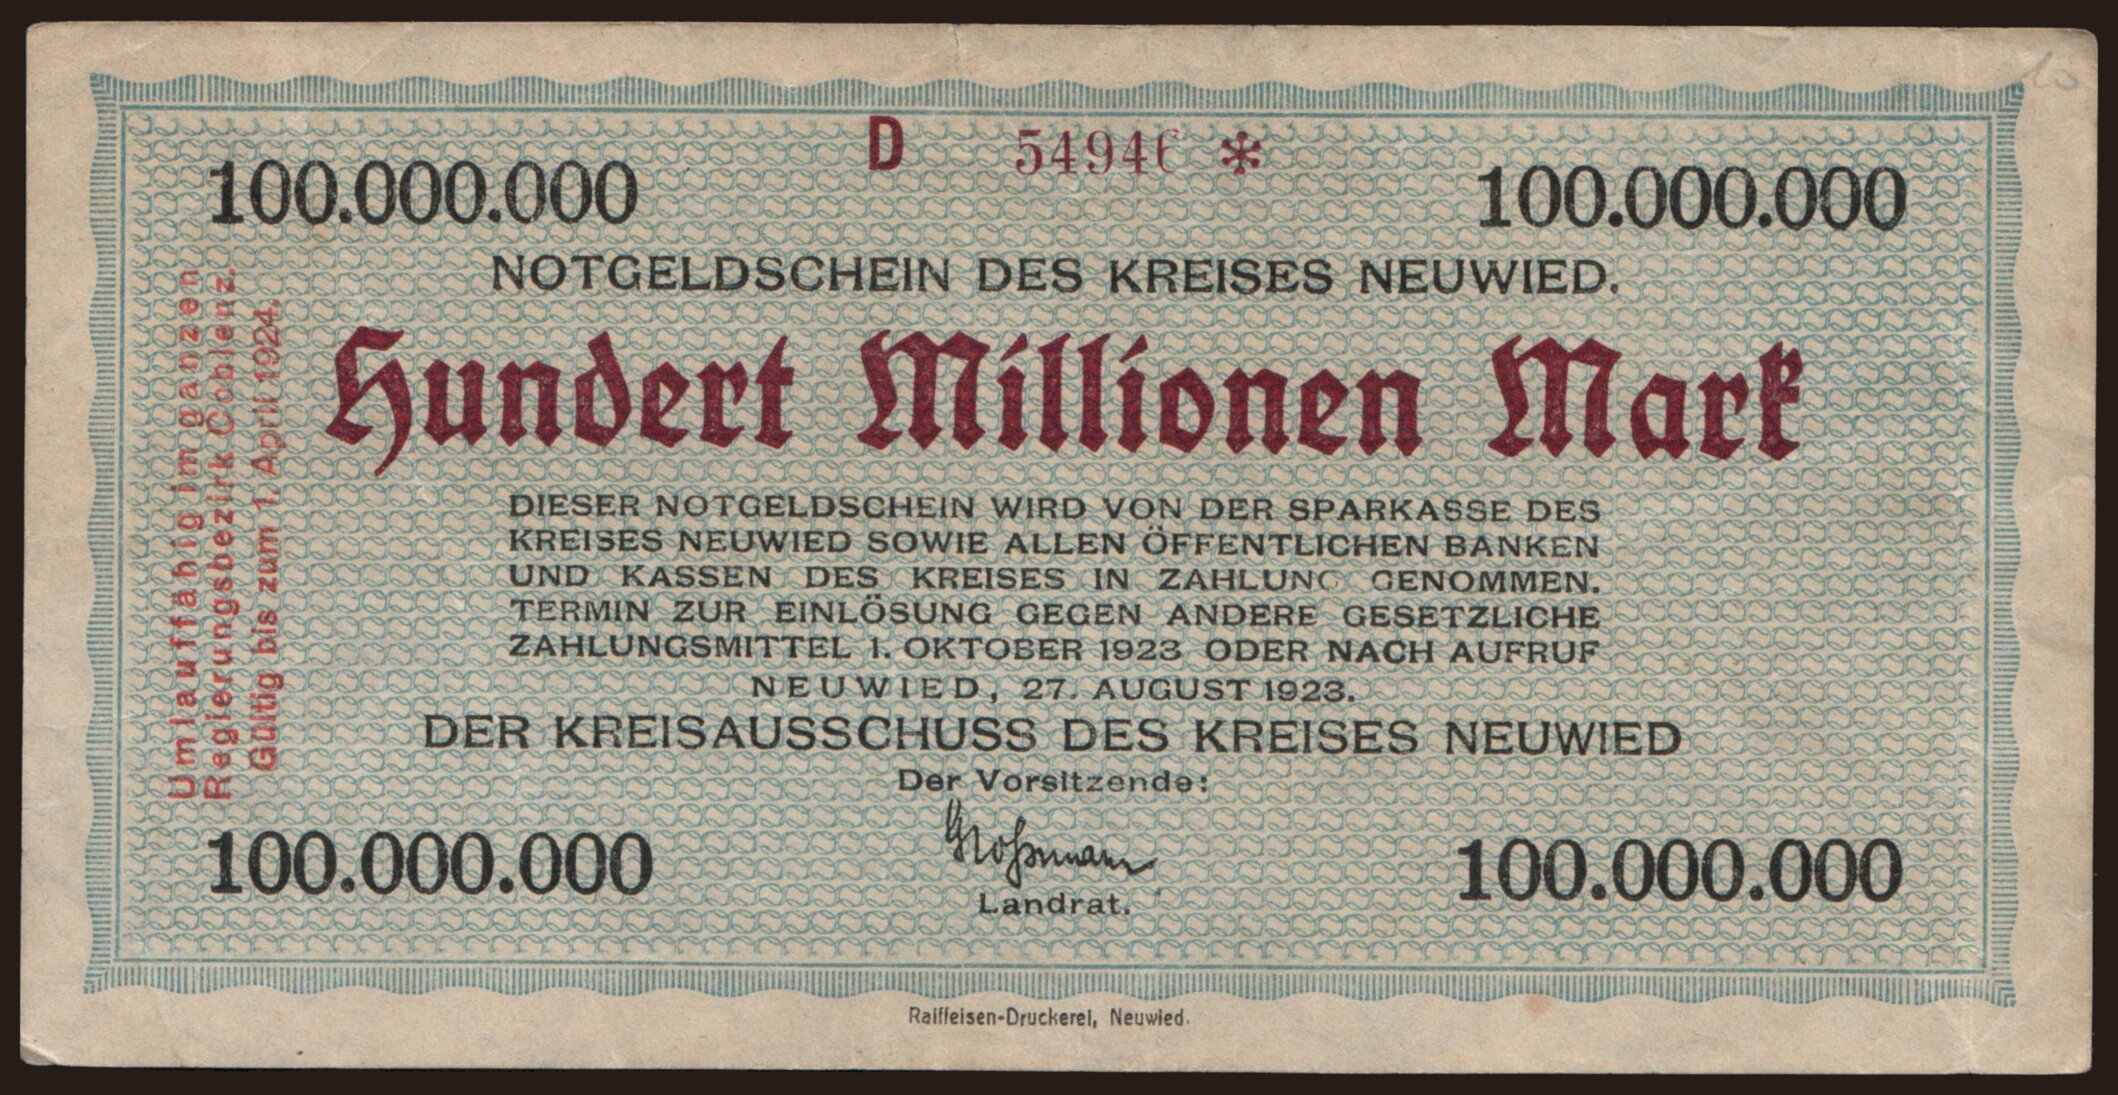 10
D 54946 *
100.000.000 100.000.000
NOTGELDSCHEIN DES KREISES NEUWIED.
Hundert Millionen Mark
DIESER NOTGELDSCHEIN WIRD VON DER SPARKASSE DES
KREISES NEUWIED SOWIE ALLEN ÖFFENTLICHEN BANKEN
UND KASSEN DES KREISES IN ZAHLUNG GENOMMEN.
TERMIN ZUR EINLÖSUNG GEGEN ANDERE GESETZLICHE
ZAHLUNGSMITTEL 1. OKTOBER 1923 ODER NACH AUFRUF
NEUWIED, 27. AUGUST 1923.
DER KREISAUSSCHUSS DES KREISES NEUWIED
Der Vorsitzende:
Landrat.
100.000.000 100.000.000
Umlauffähig im ganzen
Regierungsbezirk Coblenz.
Gültig bis zum 1. April 1924.
Raiffeisen-Druckerei, Neuwied.